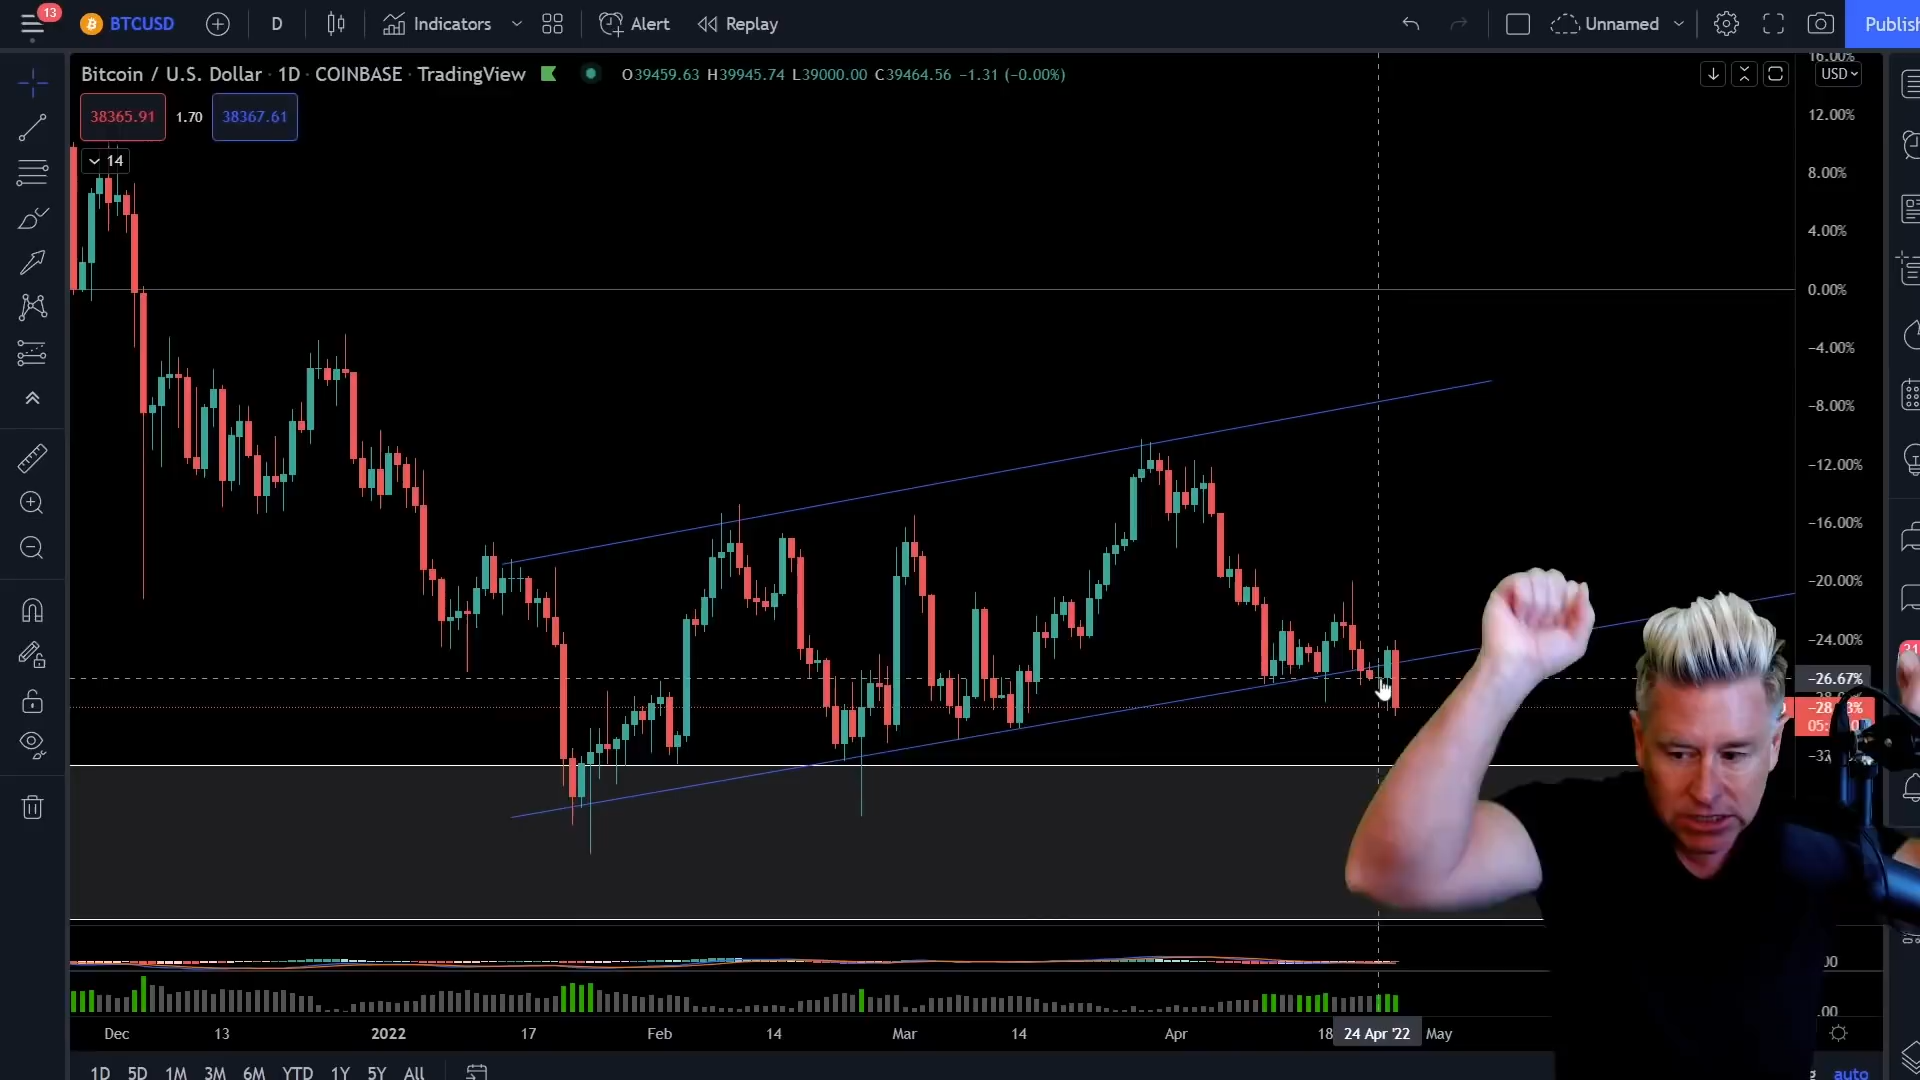 13
BTCUSD D Indicators Alert Replay Unnamed Publish
Bitcoin / U.S. Dollar · 1D · COINBASE · TradingView O39459.63 H39945.74 L39000.00 C39464.56 −1.31 (−0.00%)
16.00%
USD
38365.91 1.70 38367.61
12.00%
14
8.00%
4.00%
0.00%
−4.00%
−8.00%
−12.00%
−16.00%
−20.00%
−24.00%
−26.67%
Dec 13 2022 17 Feb 14 Mar 14 Apr 18 24 Apr '22 May
1D 5D 1M 3M 6M YTD 1Y 5Y All auto